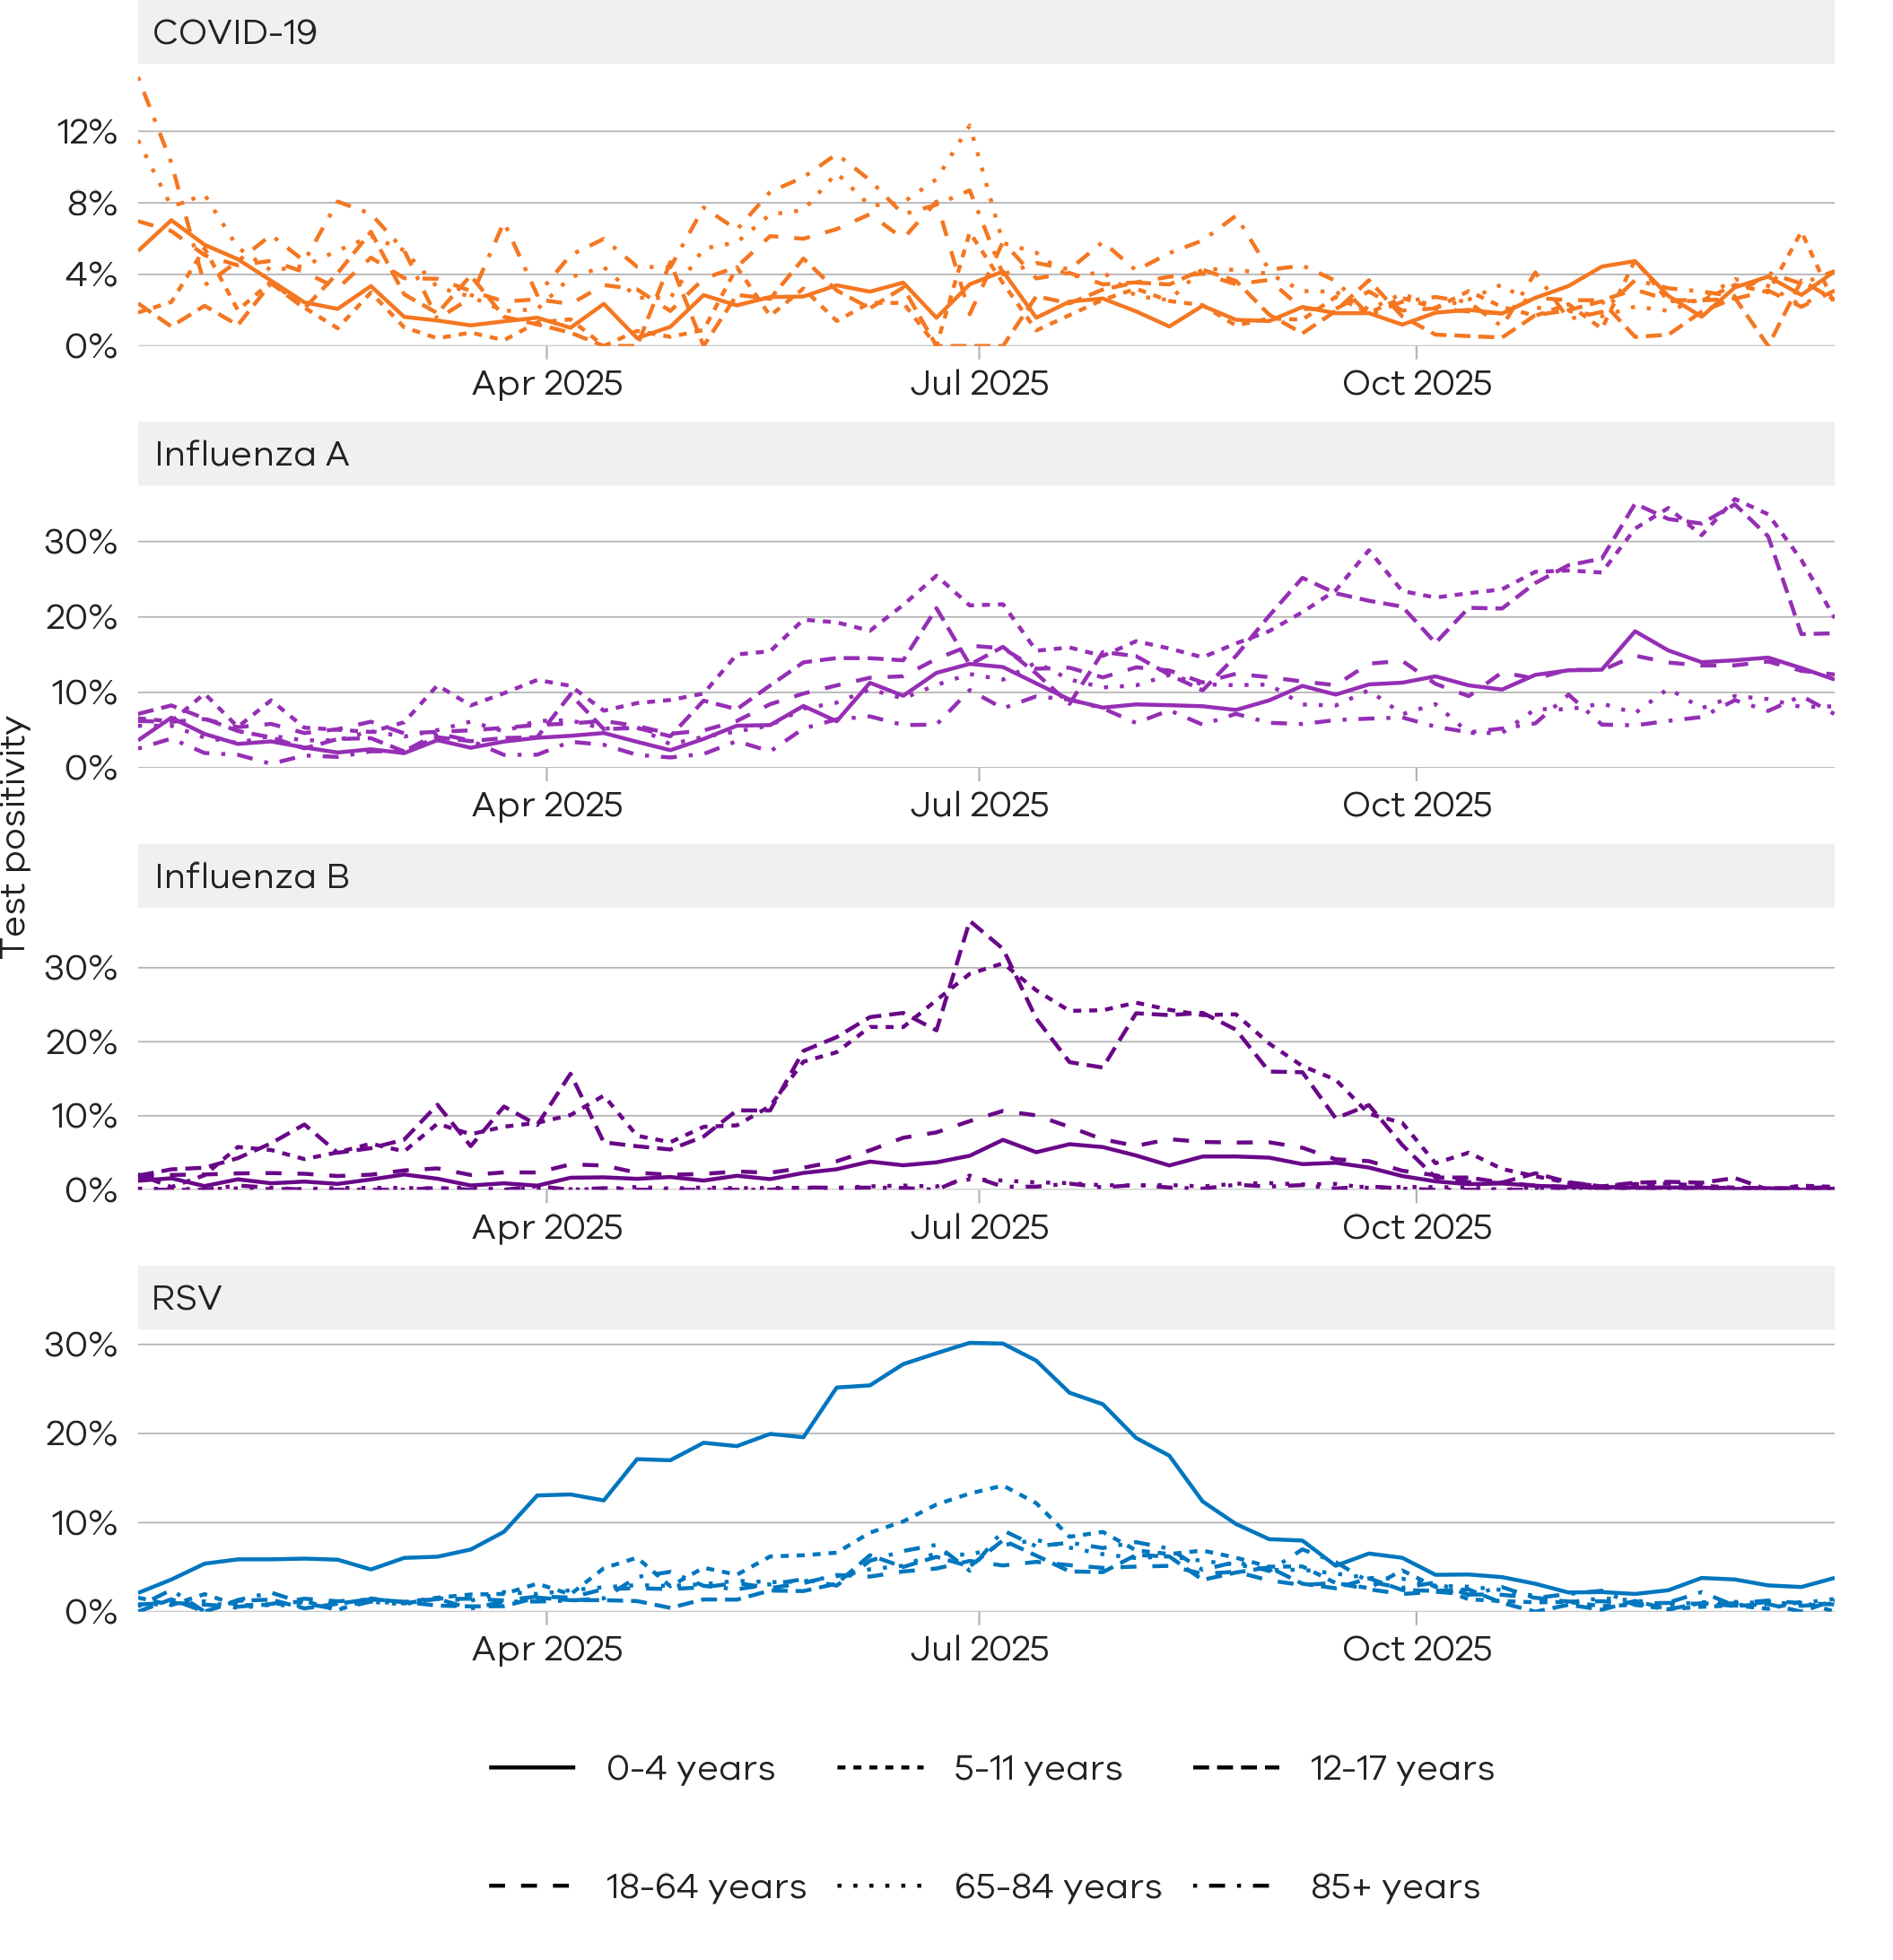 COVID-19
12%
8%
4%
0%
Apr 2025 Jul 2025 Oct 2025
Influenza A
30%
20%
10%
0%
Apr 2025 Jul 2025 Oct 2025
Test positivity
Influenza B
30%
20%
10%
0%
Apr 2025 Jul 2025 Oct 2025
RSV
30%
20%
10%
0%
Apr 2025 Jul 2025 Oct 2025
0-4 years 5-11 years 12-17 years
18-64 years 65-84 years 85+ years